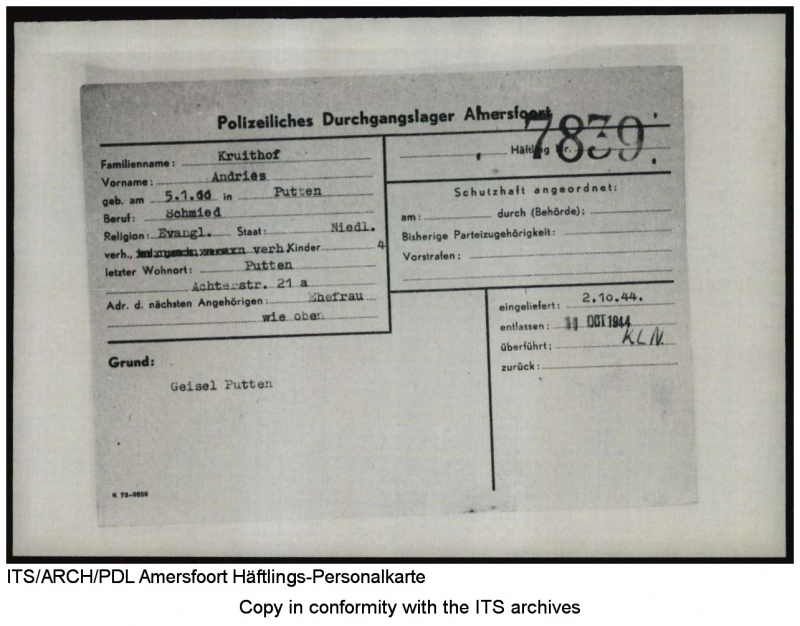 Polizeiliches Durchgangslager Amersfoort
7839
Häftling Nr.
Familienname: Kruithof
Vorname: Andries
geb. am 5.1.00 in Putten
Beruf: Schmied
Religion: Evangl. Staat: Niedl.
verh., verh. Kinder 4
letzter Wohnort: Putten
Achterstr. 21 a
Adr. d. nächsten Angehörigen: Ehefrau
wie oben
Schutzhaft angeordnet:
am: durch (Behörde):
Bisherige Parteizugehörigkeit:
Vorstrafen:
eingeliefert: 2.10.44.
entlassen: 11 OCT 1944
überführt: KLN.
zurück:
Grund:
Geisel Putten
K 73-4650
ITS/ARCH/PDL Amersfoort Häftlings-Personalkarte
Copy in conformity with the ITS archives